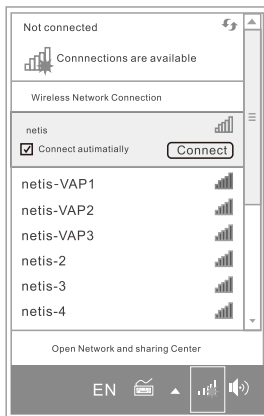 Not connected
Connnections are available
Wireless Network Connection
netis
Connect autimatially
Connect
netis-VAP1
netis-VAP2
netis-VAP3
netis-2
netis-3
netis-4
Open Network and sharing Center
EN